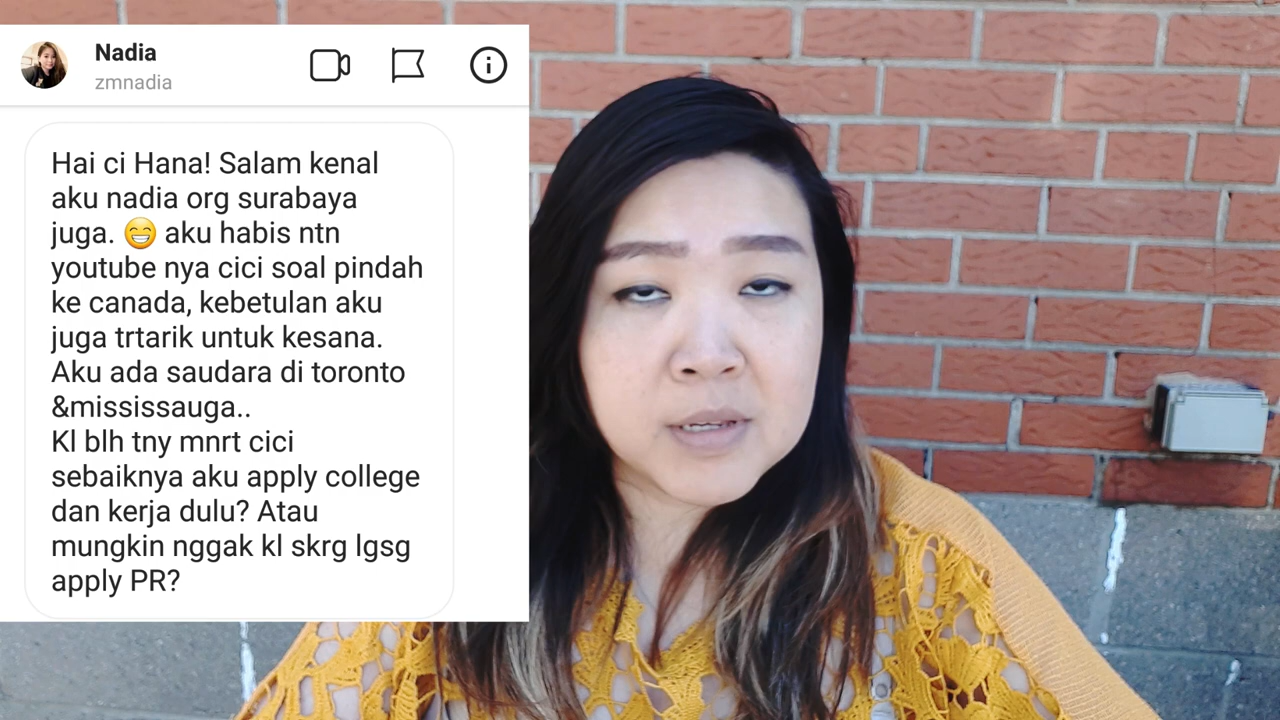 Nadia
zmnadia
Hai ci Hana! Salam kenal
aku nadia org surabaya
juga. 😁 aku habis ntn
youtube nya cici soal pindah
ke canada, kebetulan aku
juga trtarik untuk kesana.
Aku ada saudara di toronto
&mississauga..
Kl blh tny mnrt cici
sebaiknya aku apply college
dan kerja dulu? Atau
mungkin nggak kl skrg lgsg
apply PR?